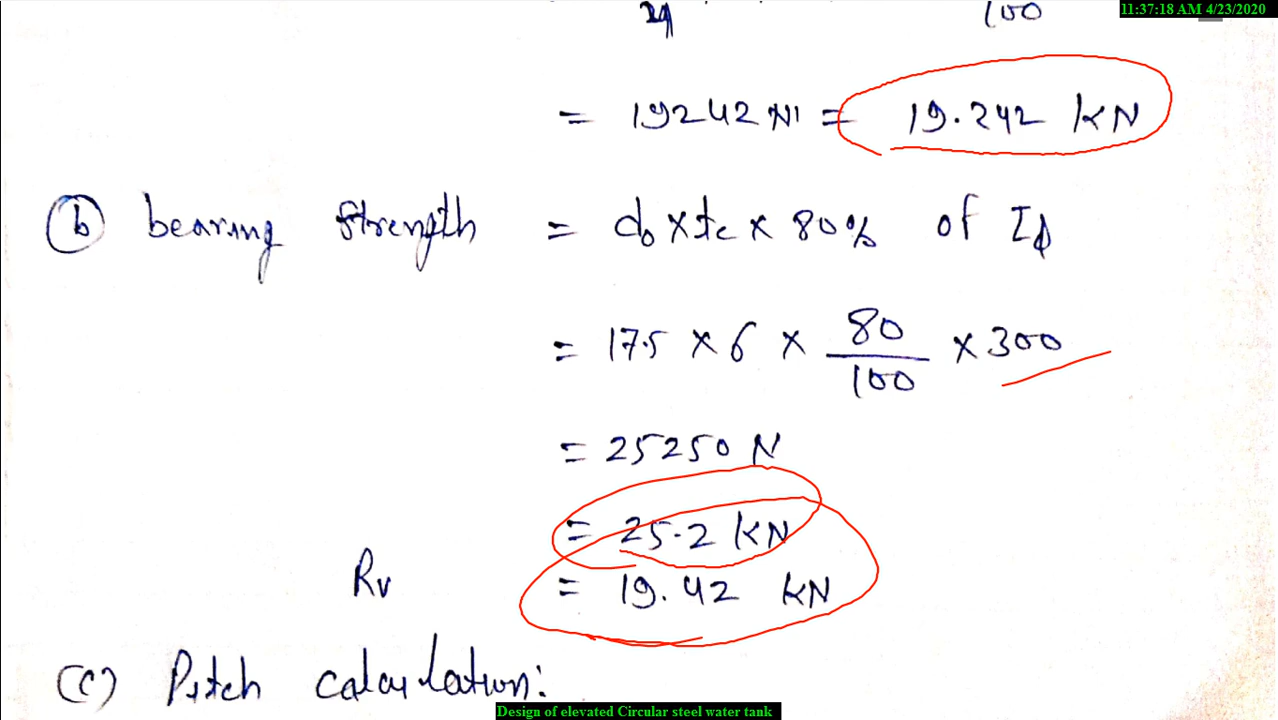 11:37:18 AM 4/23/2020
100
= 19242 N = 19.242 kN
(b) bearing strength = do x tc x 80% of
= 17.5 x 6 x 80/100 x 300
= 25250 N
= 25.2 kN
Rv = 19.42 kN
(c) Pitch calculation:
Design of elevated Circular steel water tank